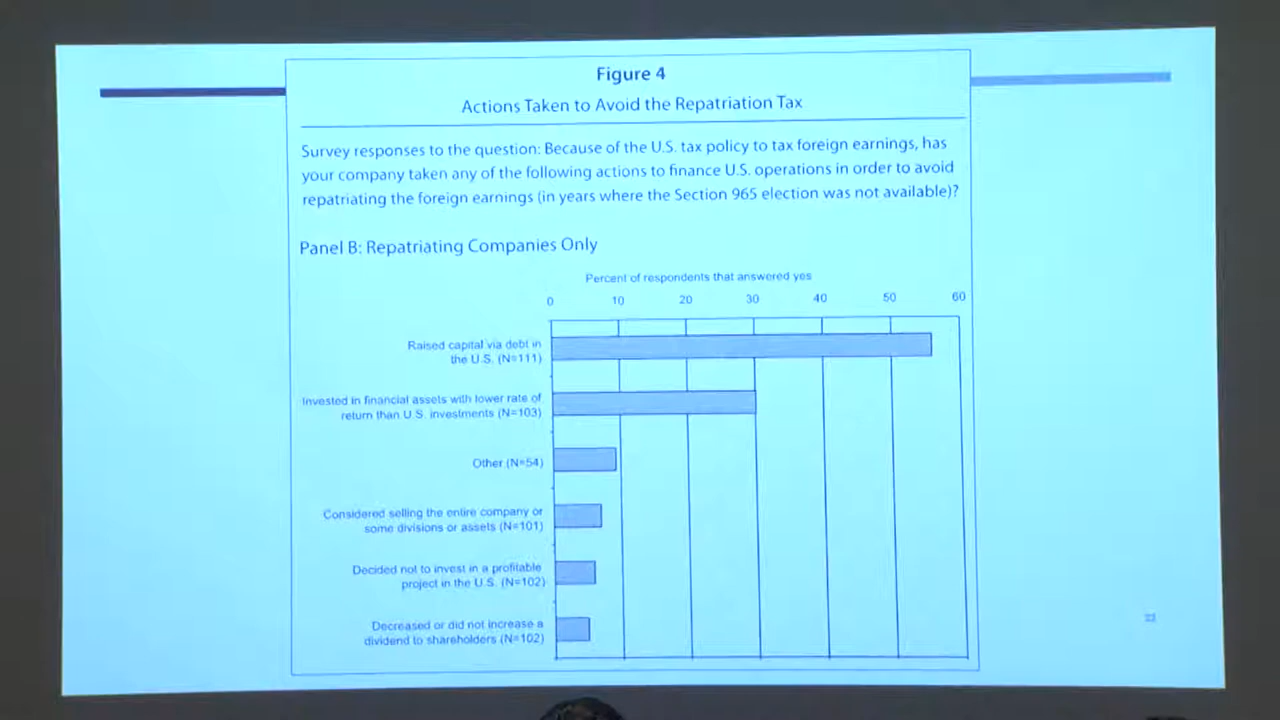 Figure 4
Actions Taken to Avoid the Repatriation Tax
Survey responses to the question: Because of the U.S. tax policy to tax foreign earnings, has
your company taken any of the following actions to finance U.S. operations in order to avoid
repatriating the foreign earnings (in years where the Section 965 election was not available)?
Panel B: Repatriating Companies Only
Percent of respondents that answered yes
0 10 20 30 40 50 60
Raised capital via debt in
the U.S. (N=111)
Invested in financial assets with lower rate of
return than U.S. investments (N=103)
Other (N=54)
Considered selling the entire company or
some divisions or assets (N=101)
Decided not to invest in a profitable
project in the U.S. (N=102)
Decreased or did not increase a
dividend to shareholders (N=102)